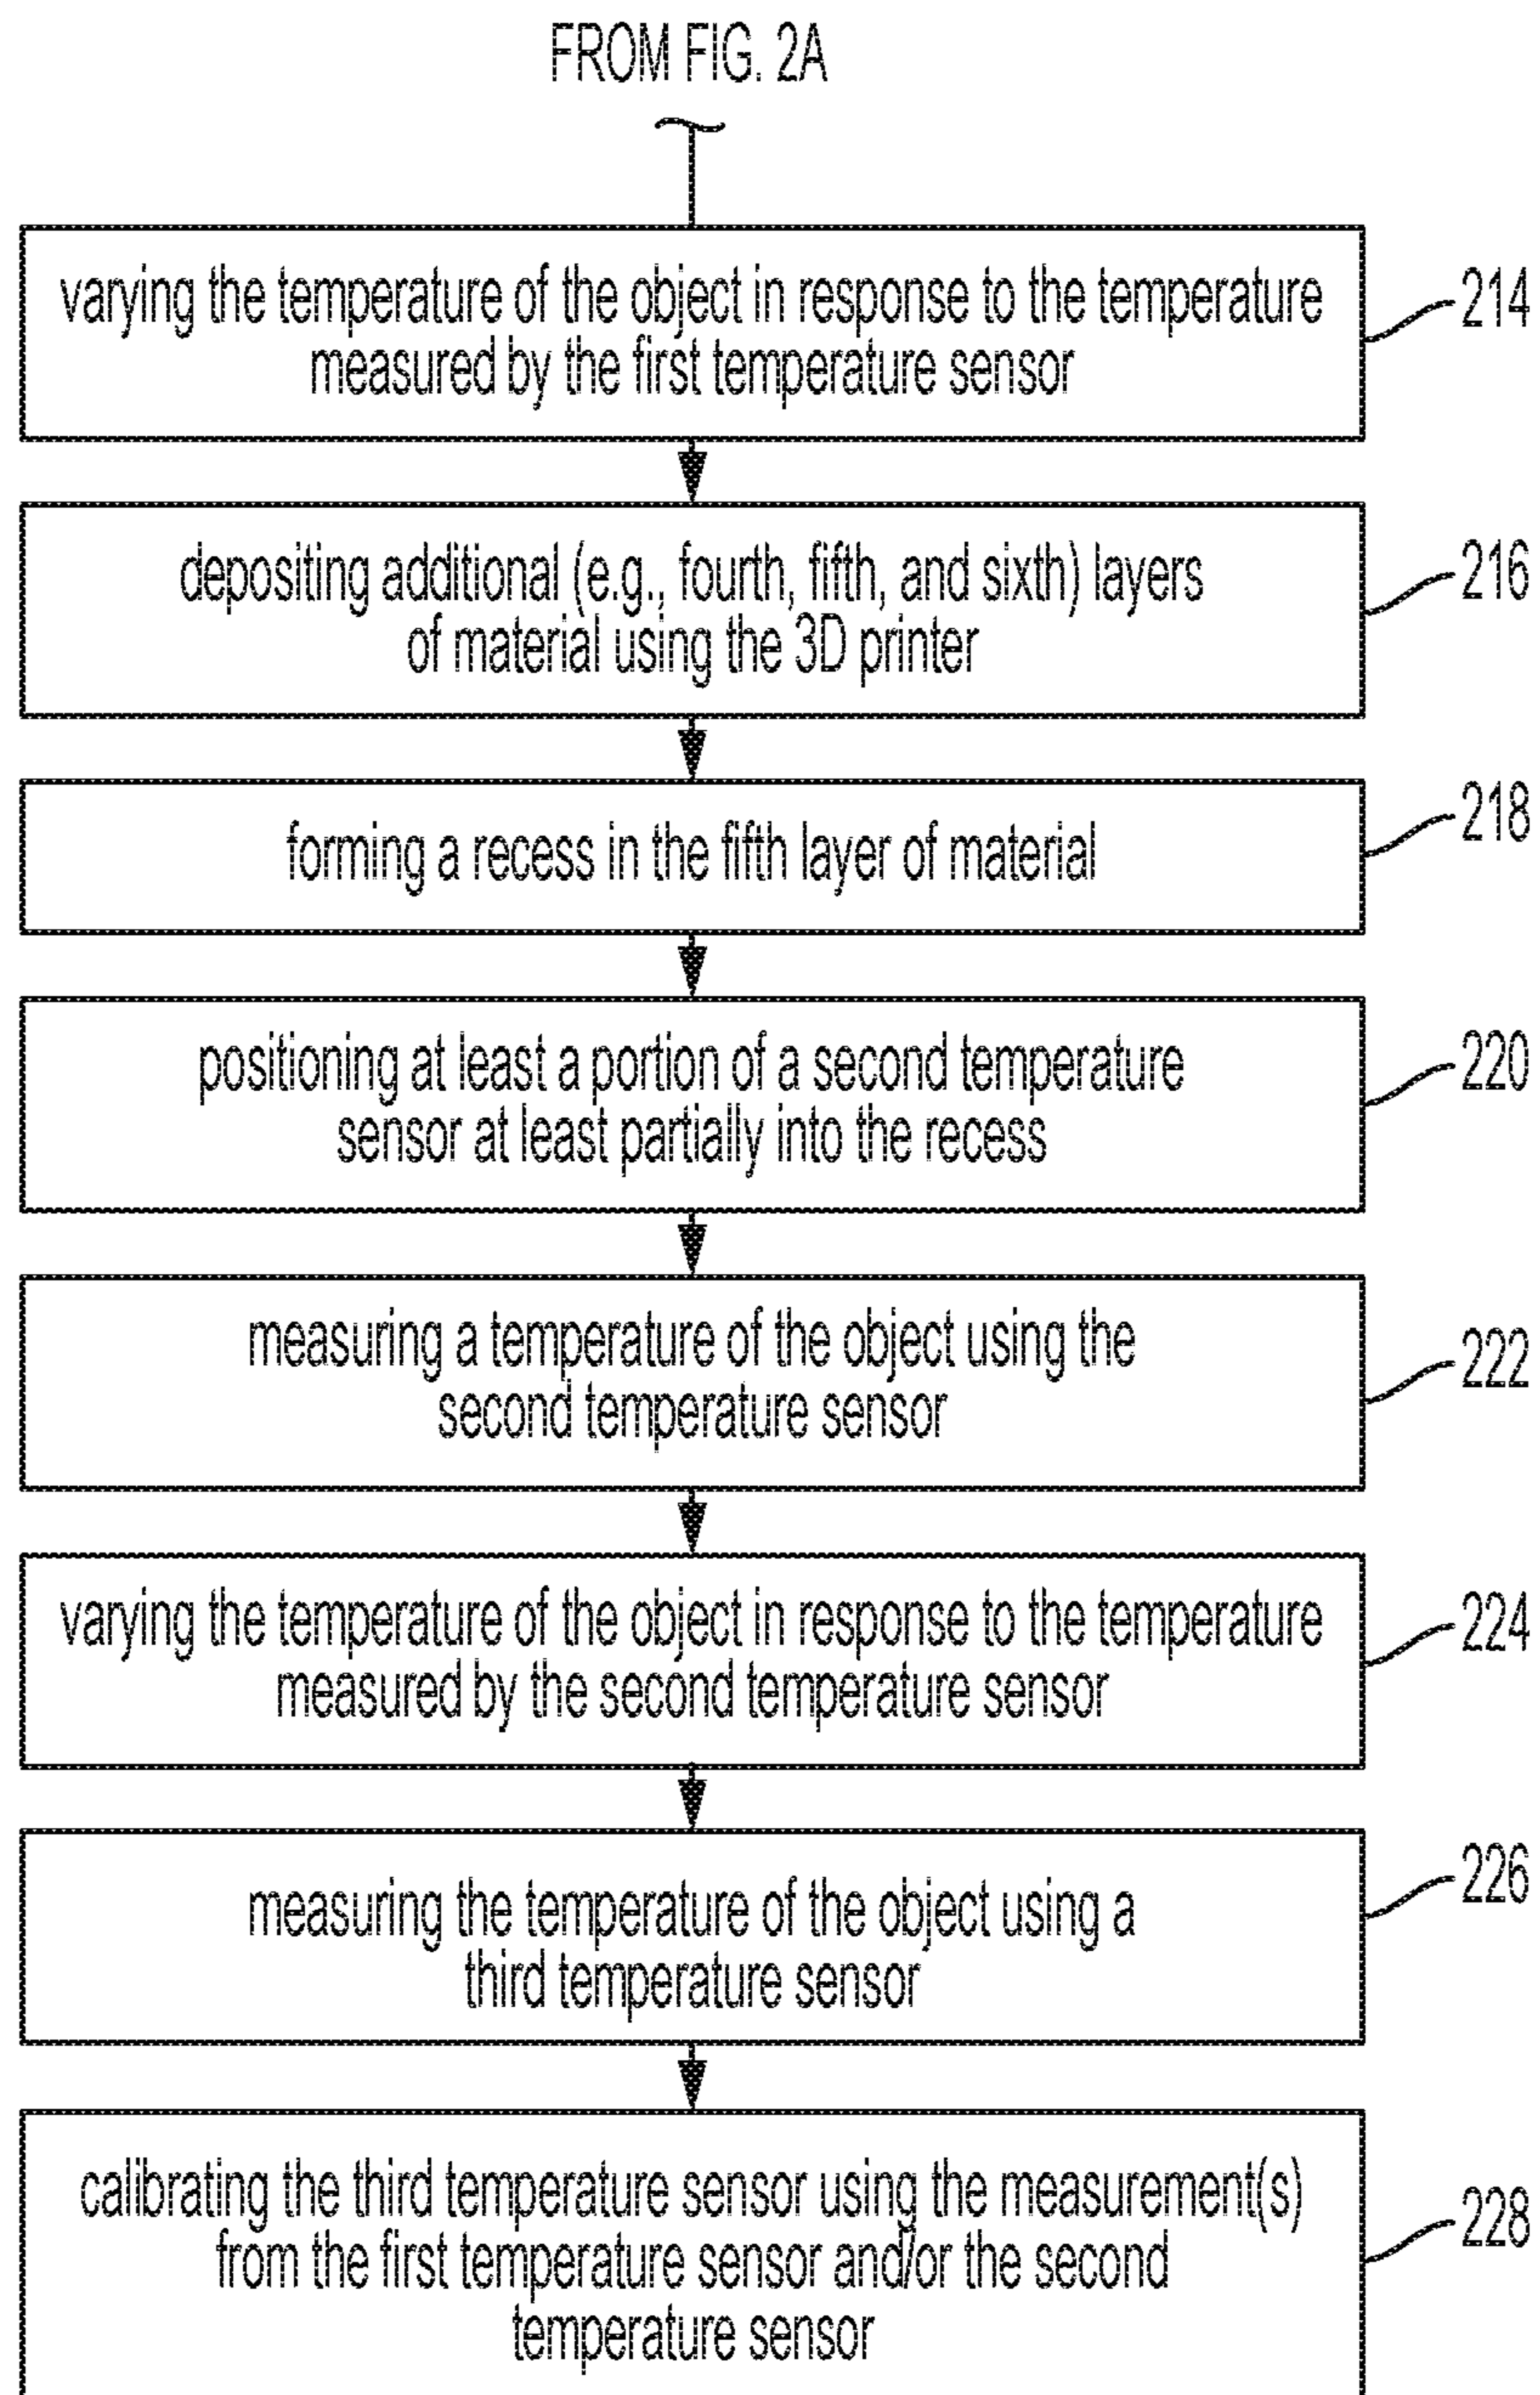 FROM FIG. 2A
varying the temperature of the object in response to the temperature
measured by the first temperature sensor
214
depositing additional (e.g., fourth, fifth, and sixth) layers
of material using the 3D printer
216
forming a recess in the fifth layer of material
218
positioning at least a portion of a second temperature
sensor at least partially into the recess
220
measuring a temperature of the object using the
second temperature sensor
222
varying the temperature of the object in response to the temperature
measured by the second temperature sensor
224
measuring the temperature of the object using a
third temperature sensor
226
calibrating the third temperature sensor using the measurement(s)
from the first temperature sensor and/or the second
temperature sensor
228